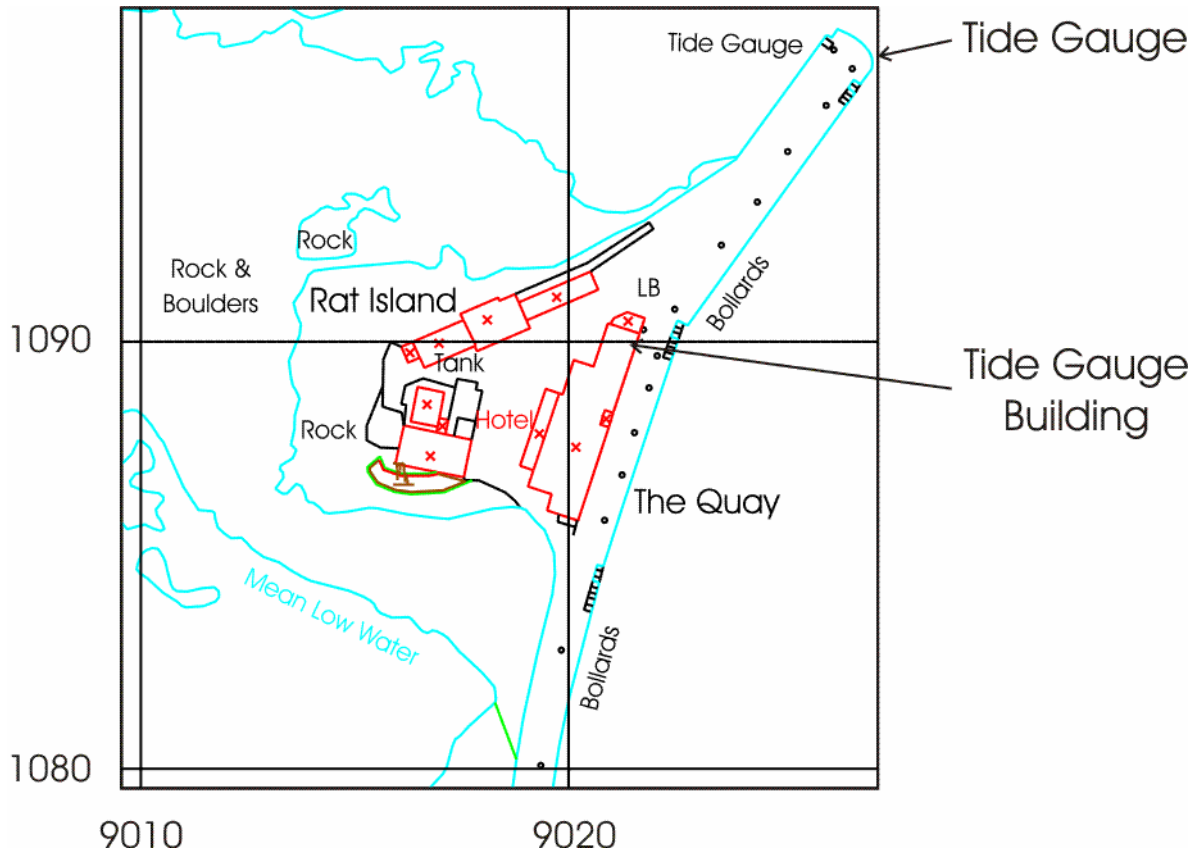 Tide Gauge
Tide Gauge
Rock
Rock &
Boulders
Rat Island
LB
Bollards
1090
Tank
Tide Gauge
Building
Hotel
Rock
The Quay
Mean Low Water
Bollards
1080
9010
9020